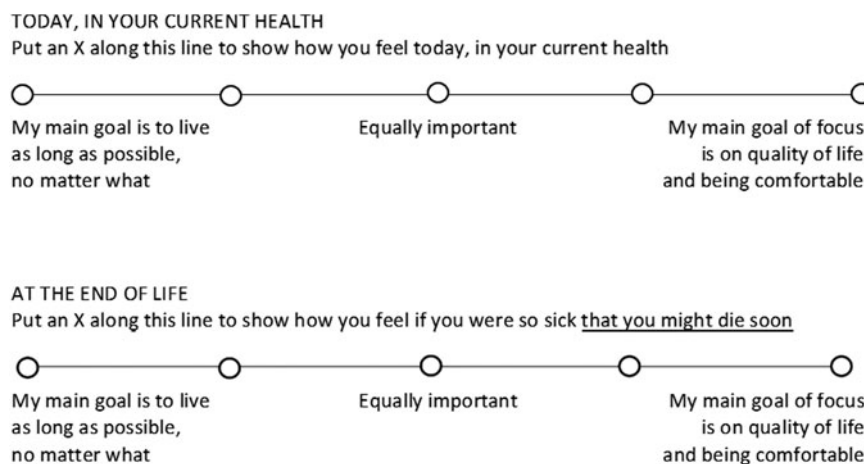 TODAY, IN YOUR CURRENT HEALTH
Put an X along this line to show how you feel today, in your current health
My main goal is to live
as long as possible,
no matter what
Equally important
My main goal of focus
is on quality of life
and being comfortable
AT THE END OF LIFE
Put an X along this line to show how you feel if you were so sick that you might die soon
My main goal is to live
as long as possible,
no matter what
Equally important
My main goal of focus
is on quality of life
and being comfortable